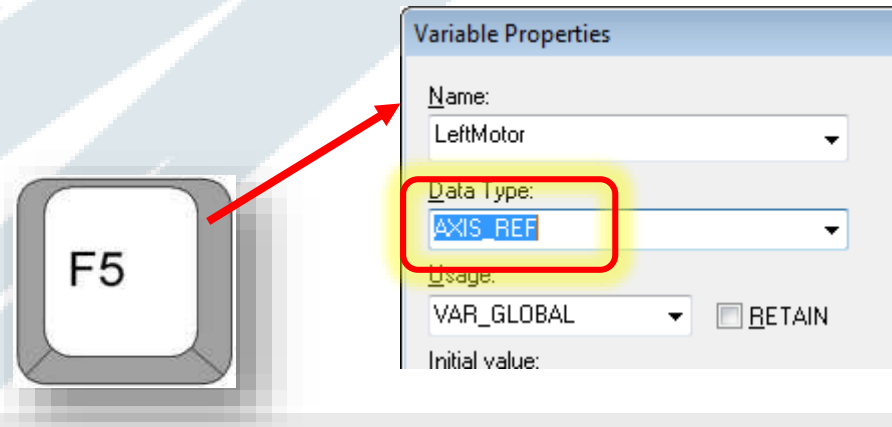 Variable Properties
Name:
LeftMotor
Data Type:
AXIS_REF
Usage:
VAR_GLOBAL
RETAIN
Initial value:
F5